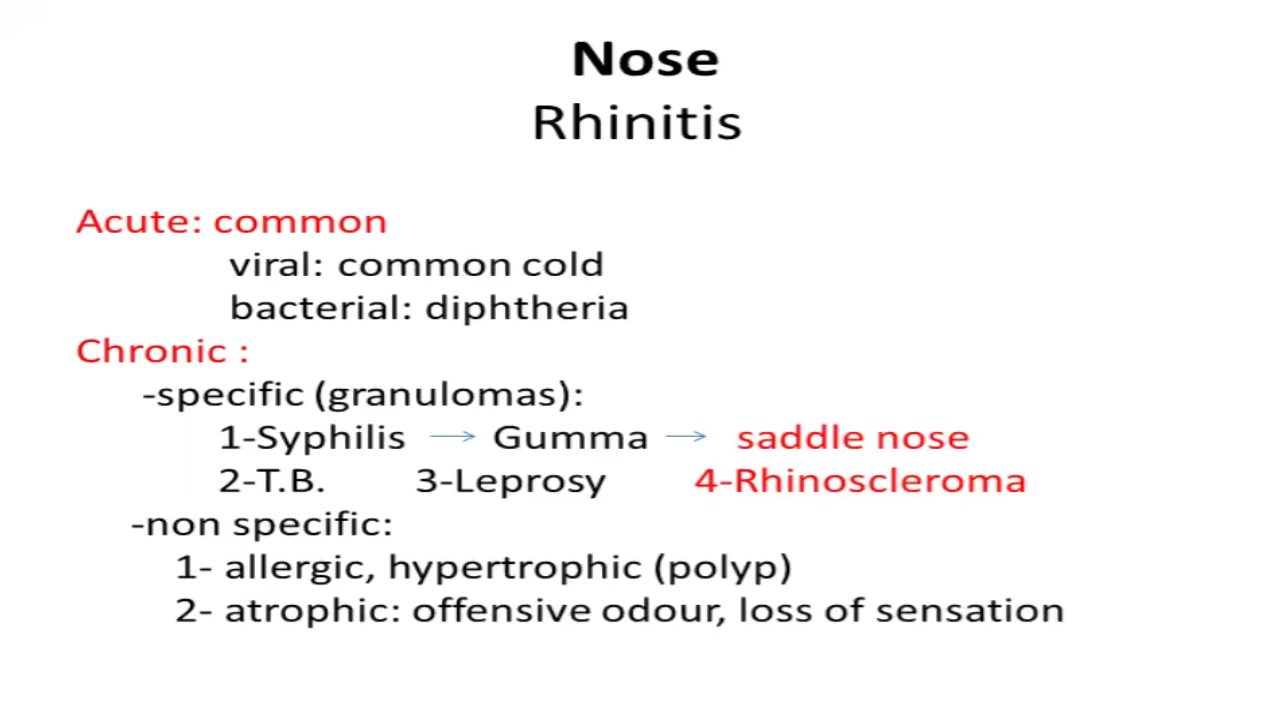 Nose
Rhinitis
Acute: common
viral: common cold
bacterial: diphtheria
Chronic :
-specific (granulomas):
1-Syphilis → Gumma → saddle nose
2-T.B. 3-Leprosy 4-Rhinoscleroma
-non specific:
1- allergic, hypertrophic (polyp)
2- atrophic: offensive odour, loss of sensation